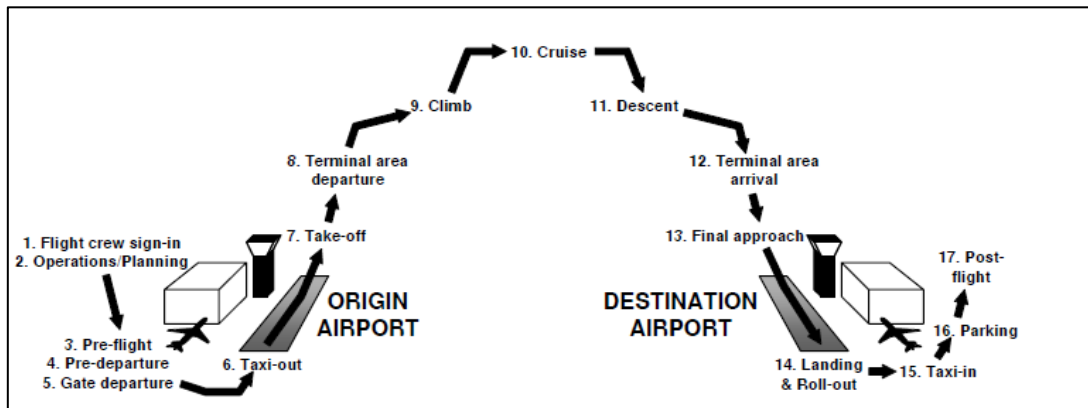 1. Flight crew sign-in
2. Operations/Planning
3. Pre-flight
4. Pre-departure
5. Gate departure
6. Taxi-out
7. Take-off
8. Terminal area
departure
9. Climb
10. Cruise
11. Descent
12. Terminal area
arrival
13. Final approach
14. Landing
& Roll-out
15. Taxi-in
16. Parking
17. Post-
flight
ORIGIN
AIRPORT
DESTINATION
AIRPORT